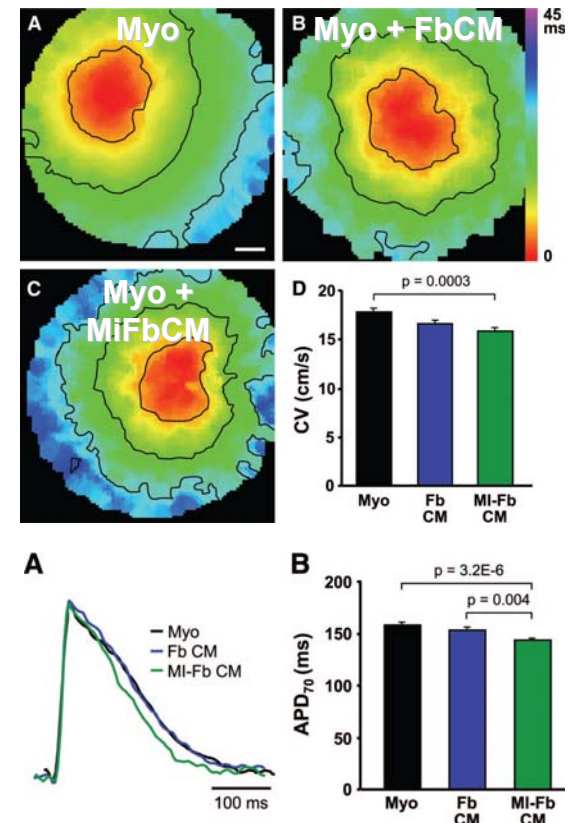 A
Myo
B
Myo + FbCM
45
ms
0
C
Myo +
MiFbCM
D
p = 0.0003
CV (cm/s)
20
15
10
5
0
Myo
Fb
CM
MI-Fb
CM
A
Myo
Fb CM
MI-Fb CM
100 ms
B
p = 3.2E-6
p = 0.004
APD70 (ms)
200
150
100
50
0
Myo
Fb
CM
MI-Fb
CM